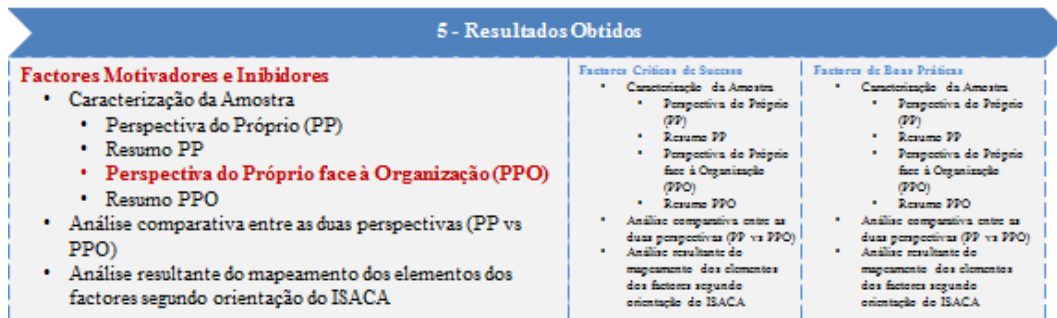 5 - Resultados Obtidos
Factores Motivadores e Inibidores
• Caracterização da Amostra
• Perspectiva do Próprio (PP)
• Resumo PP
• Perspectiva do Próprio face à Organização (PPO)
• Resumo PPO
• Análise comparativa entre as duas perspectivas (PP vs
PPO)
• Análise resultante do mapeamento dos elementos dos
factores segundo orientação do ISACA
Factores Críticos de Sucesso
• Caracterização da Amostra
• Perspectiva do Próprio
(PP)
• Resumo PP
• Perspectiva do Próprio
face à Organização
(PPO)
• Resumo PPO
• Análise comparativa entre as
duas perspectivas (PP vs PPO)
• Análise resultante do
mapeamento dos elementos
dos factores segundo
orientação do ISACA
Factores de Boas Práticas
• Caracterização da Amostra
• Perspectiva do Próprio
(PP)
• Resumo PP
• Perspectiva do Próprio
face à Organização
(PPO)
• Resumo PPO
• Análise comparativa entre as
duas perspectivas (PP vs PPO)
• Análise resultante do
mapeamento dos elementos
dos factores segundo
orientação do ISACA